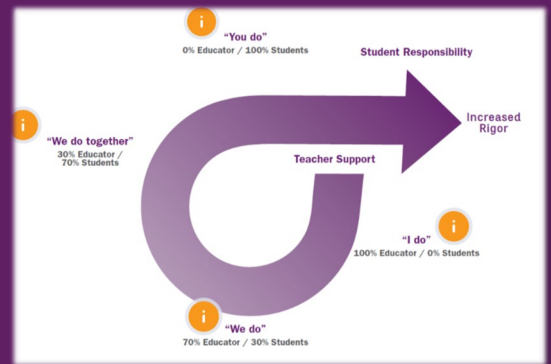 “You do”
0% Educator / 100% Students
Student Responsibility
Increased
Rigor
“We do together”
30% Educator /
70% Students
Teacher Support
“I do”
100% Educator / 0% Students
“We do”
70% Educator / 30% Students
i
i
i
i